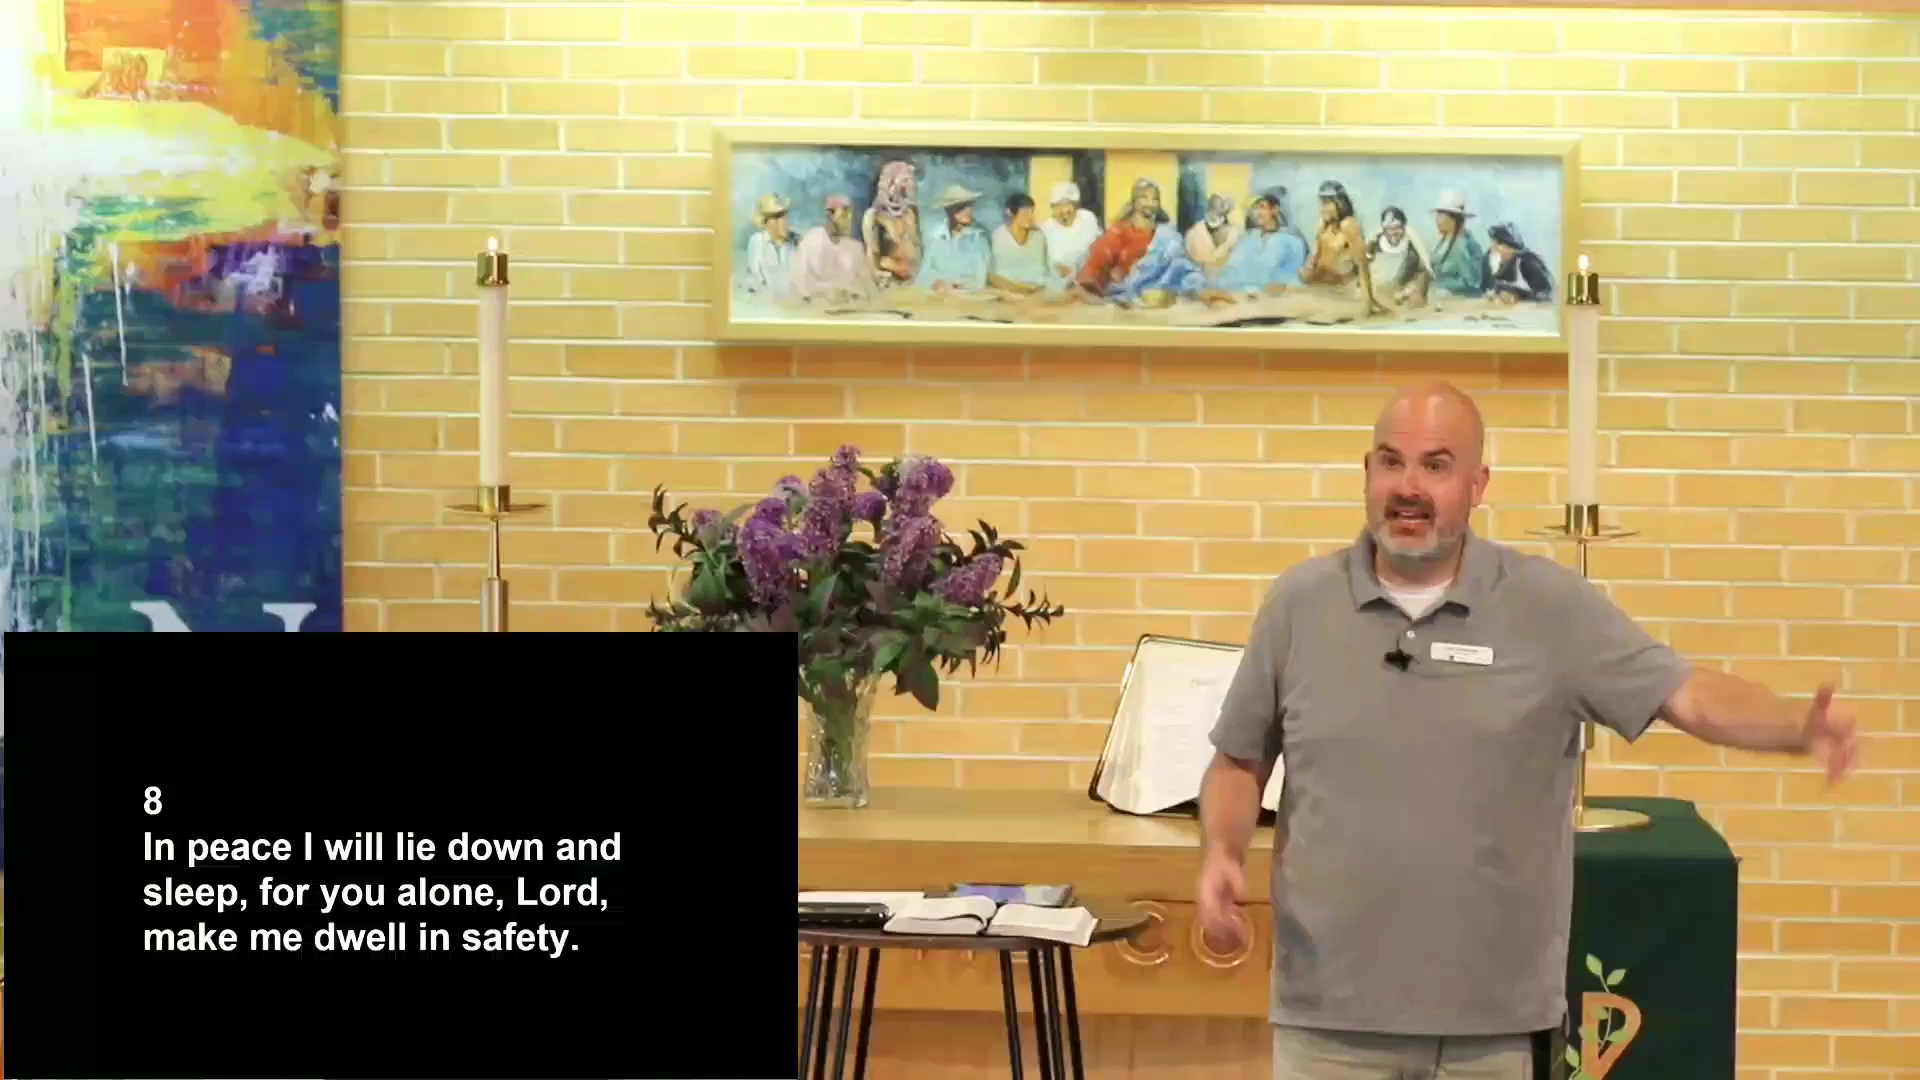 N
8
In peace I will lie down and
sleep, for you alone, Lord,
make me dwell in safety.